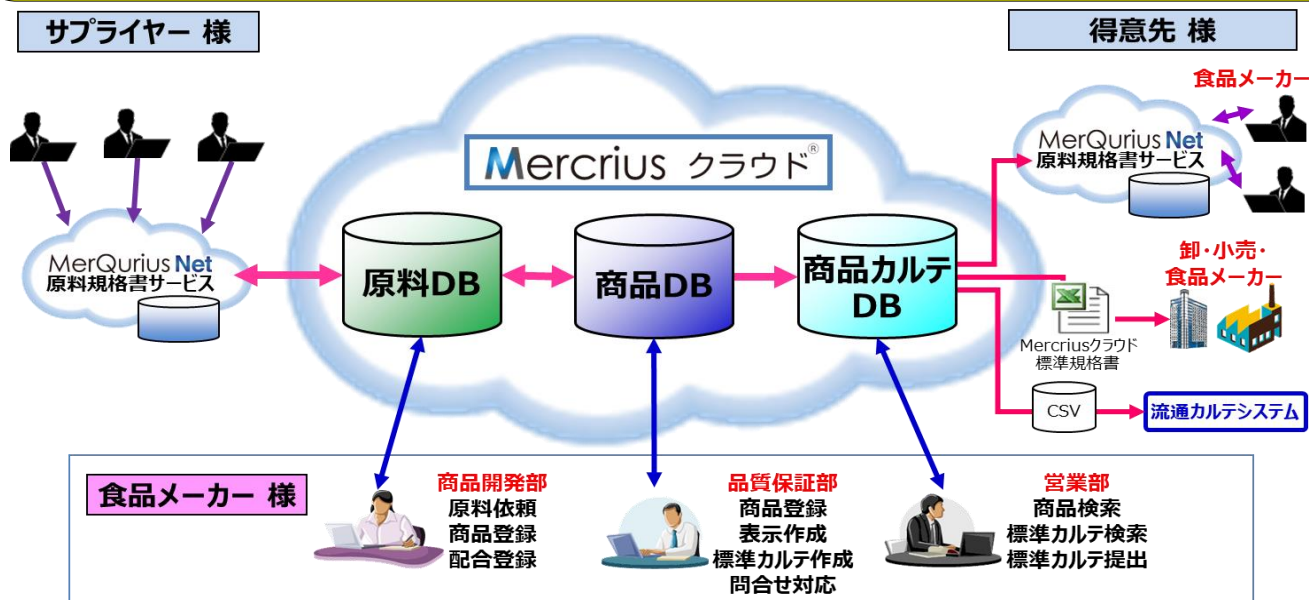 サプライヤー 様
得意先 様
食品メーカー
MerQurius Net
原料規格書サービス
Mercrius クラウド®
MerQurius Net
原料規格書サービス
原料DB
商品DB
商品カルテ
DB
卸・小売・
食品メーカー
Mercriusクラウド
標準規格書
CSV
流通カルテシステム
食品メーカー 様
商品開発部
原料依頼
商品登録
配合登録
品質保証部
商品登録
表示作成
標準カルテ作成
問合せ対応
営業部
商品検索
標準カルテ検索
標準カルテ提出